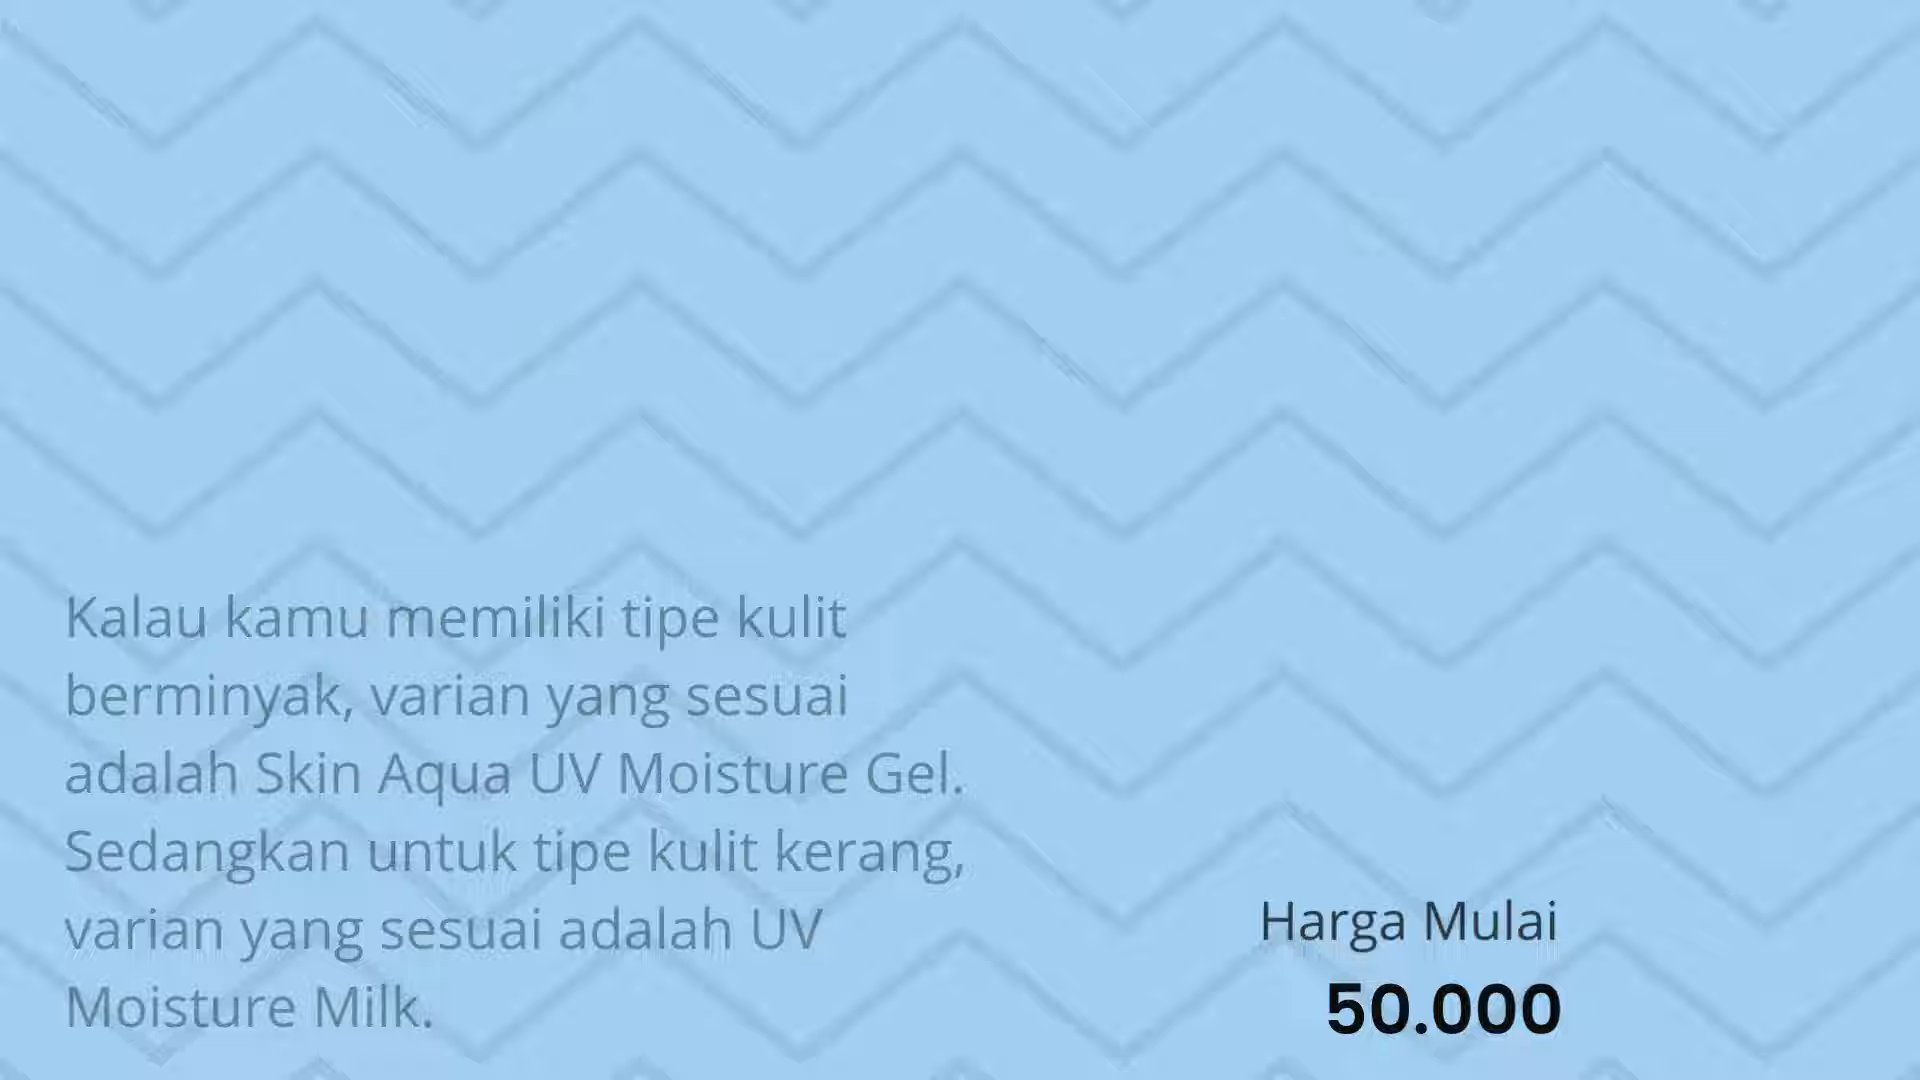 Kalau kamu memiliki tipe kulit
berminyak, varian yang sesuai
adalah Skin Aqua UV Moisture Gel.
Sedangkan untuk tipe kulit kerang,
varian yang sesuai adalah UV
Moisture Milk.
Harga Mulai
50.000